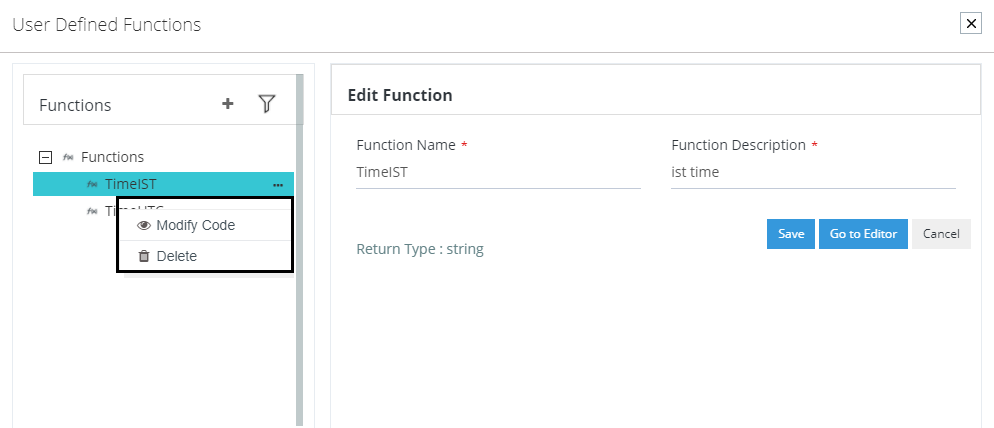 User Defined Functions
Functions
Edit Function
Functions
TimeIST
Modify Code
Delete
Function Name *
Function Description *
TimeIST
ist time
Return Type : string
Save
Go to Editor
Cancel